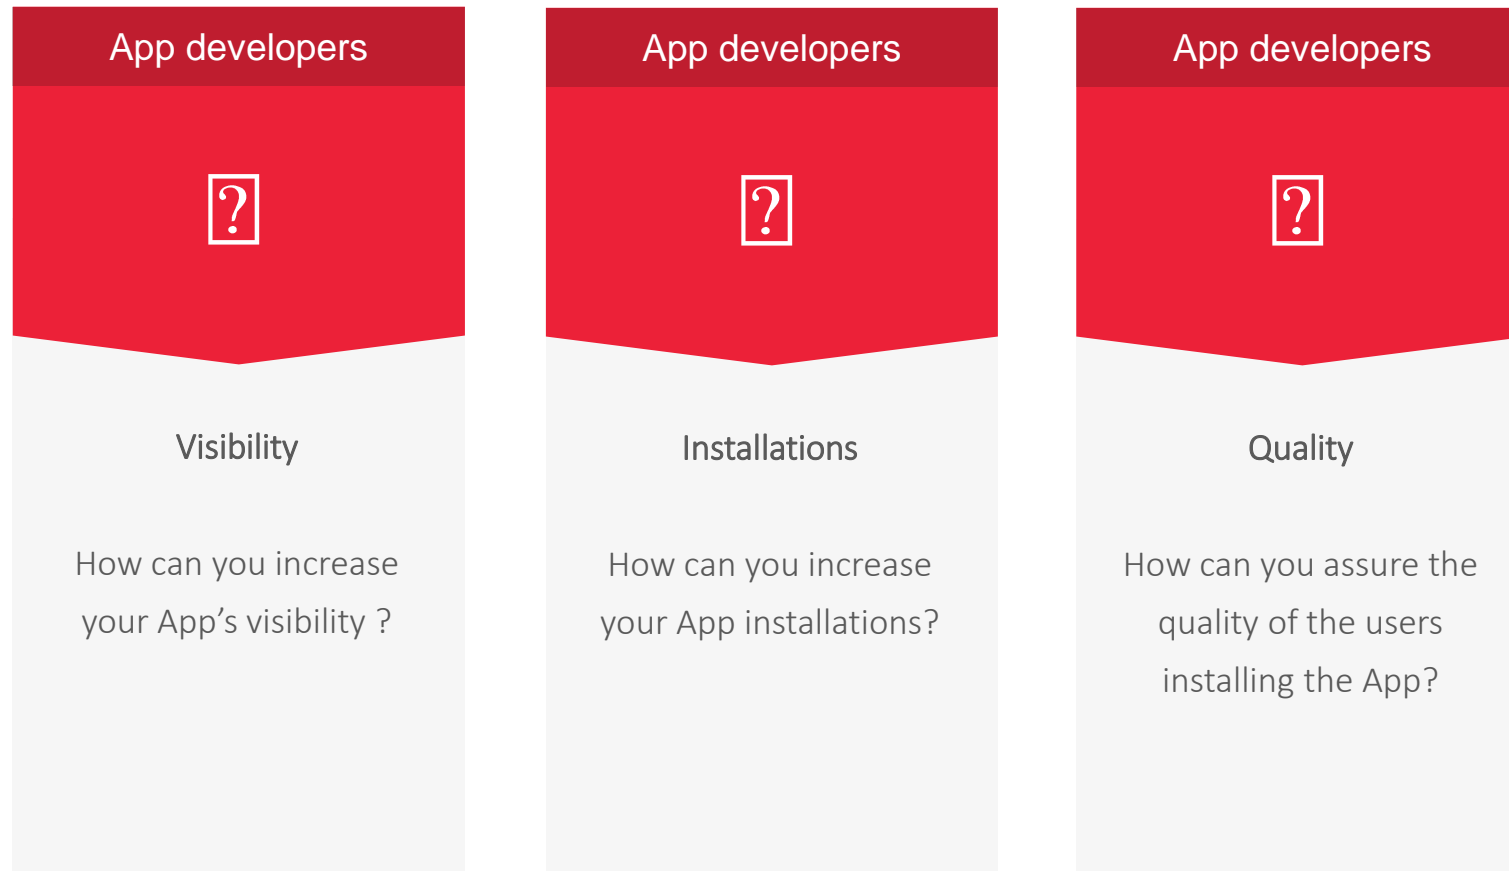 App developers
?
Visibility
How can you increase
your App’s visibility ?
App developers
?
Installations
How can you increase
your App installations?
App developers
?
Quality
How can you assure the
quality of the users
installing the App?